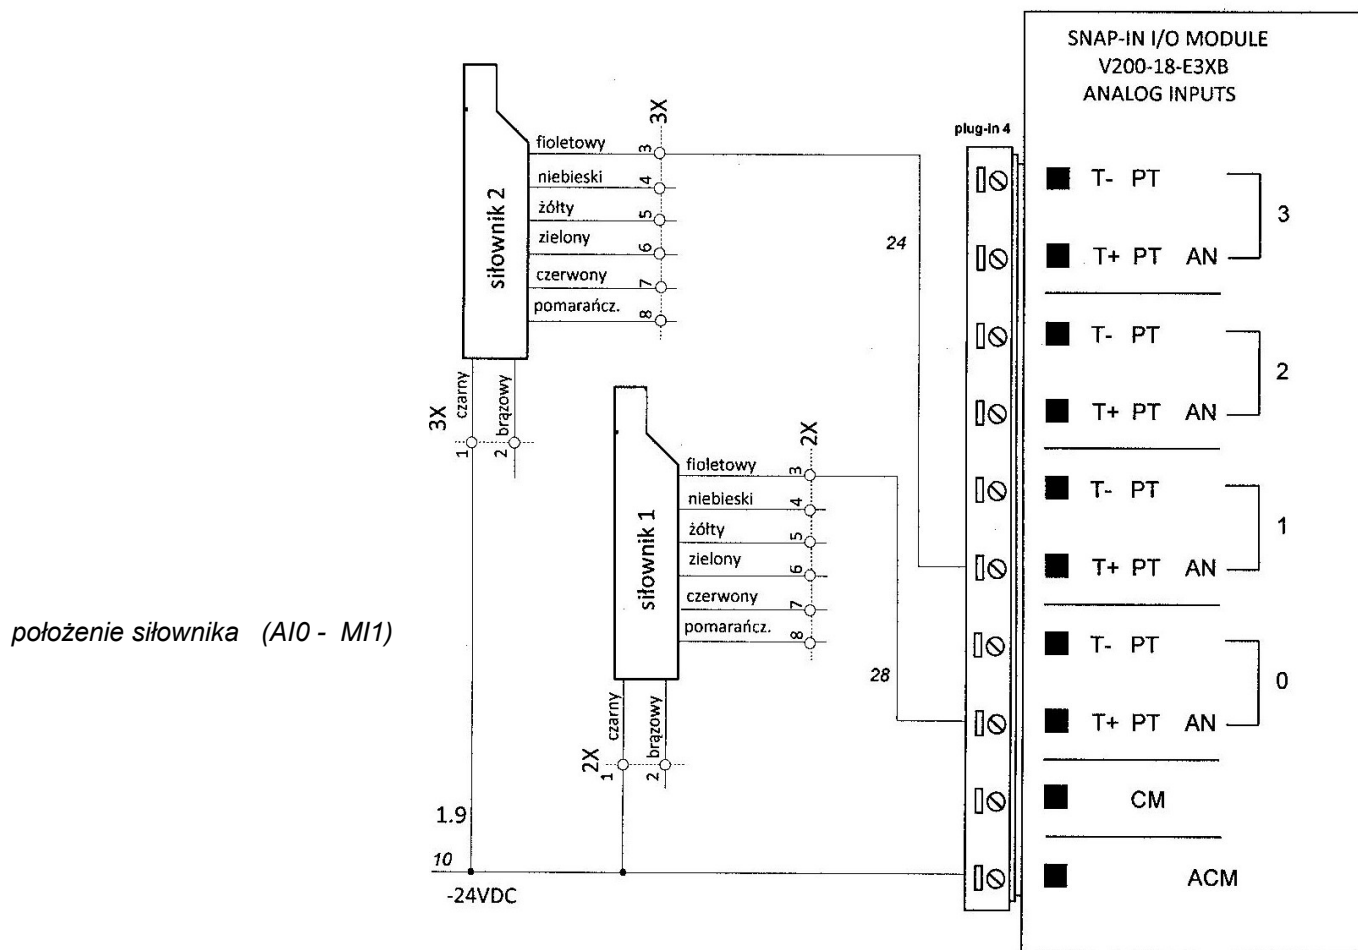 SNAP-IN I/O MODULE
V200-18-E3XB
ANALOG INPUTS
plug-in 4
T- PT
3
T+ PT AN
T- PT
2
T+ PT AN
T- PT
1
T+ PT AN
T- PT
0
T+ PT AN
CM
ACM
siłownik 2
3X
fioletowy 3
niebieski 4
żółty 5
zielony 6
czerwony 7
pomarańcz. 8
24
3X
czarny
brązowy
1
2
siłownik 1
2X
fioletowy 3
niebieski 4
żółty 5
zielony 6
czerwony 7
pomarańcz. 8
28
2X
czarny
brązowy
1
2
położenie siłownika (AI0 - MI1)
1.9
10
-24VDC